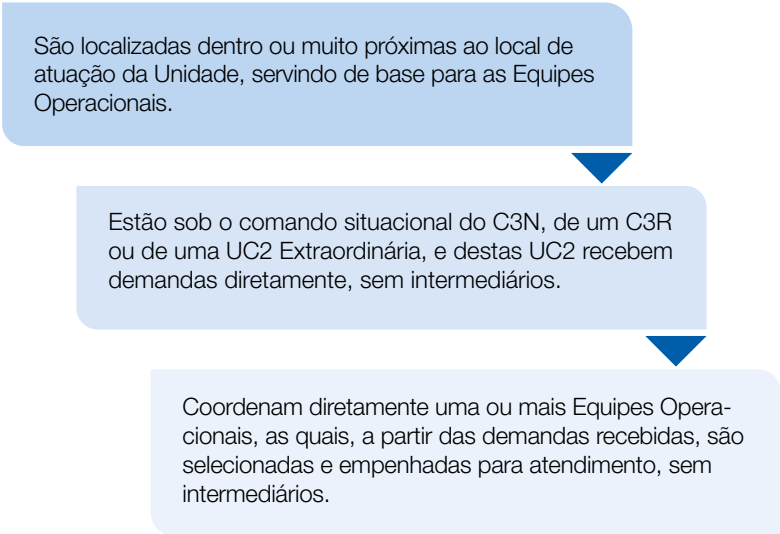 São localizadas dentro ou muito próximas ao local de
atuação da Unidade, servindo de base para as Equipes
Operacionais.
Estão sob o comando situacional do C3N, de um C3R
ou de uma UC2 Extraordinária, e destas UC2 recebem
demandas diretamente, sem intermediários.
Coordenam diretamente uma ou mais Equipes Opera-
cionais, as quais, a partir das demandas recebidas, são
selecionadas e empenhadas para atendimento, sem
intermediários.